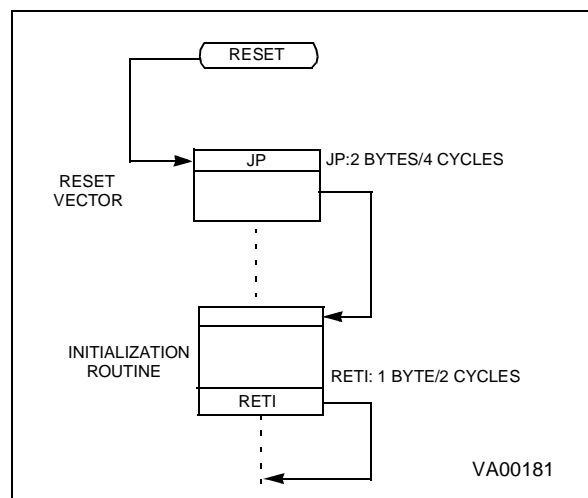 RESET
JP
JP:2 BYTES/4 CYCLES
RESET
VECTOR
INITIALIZATION
ROUTINE
RETI: 1 BYTE/2 CYCLES
RETI
VA00181